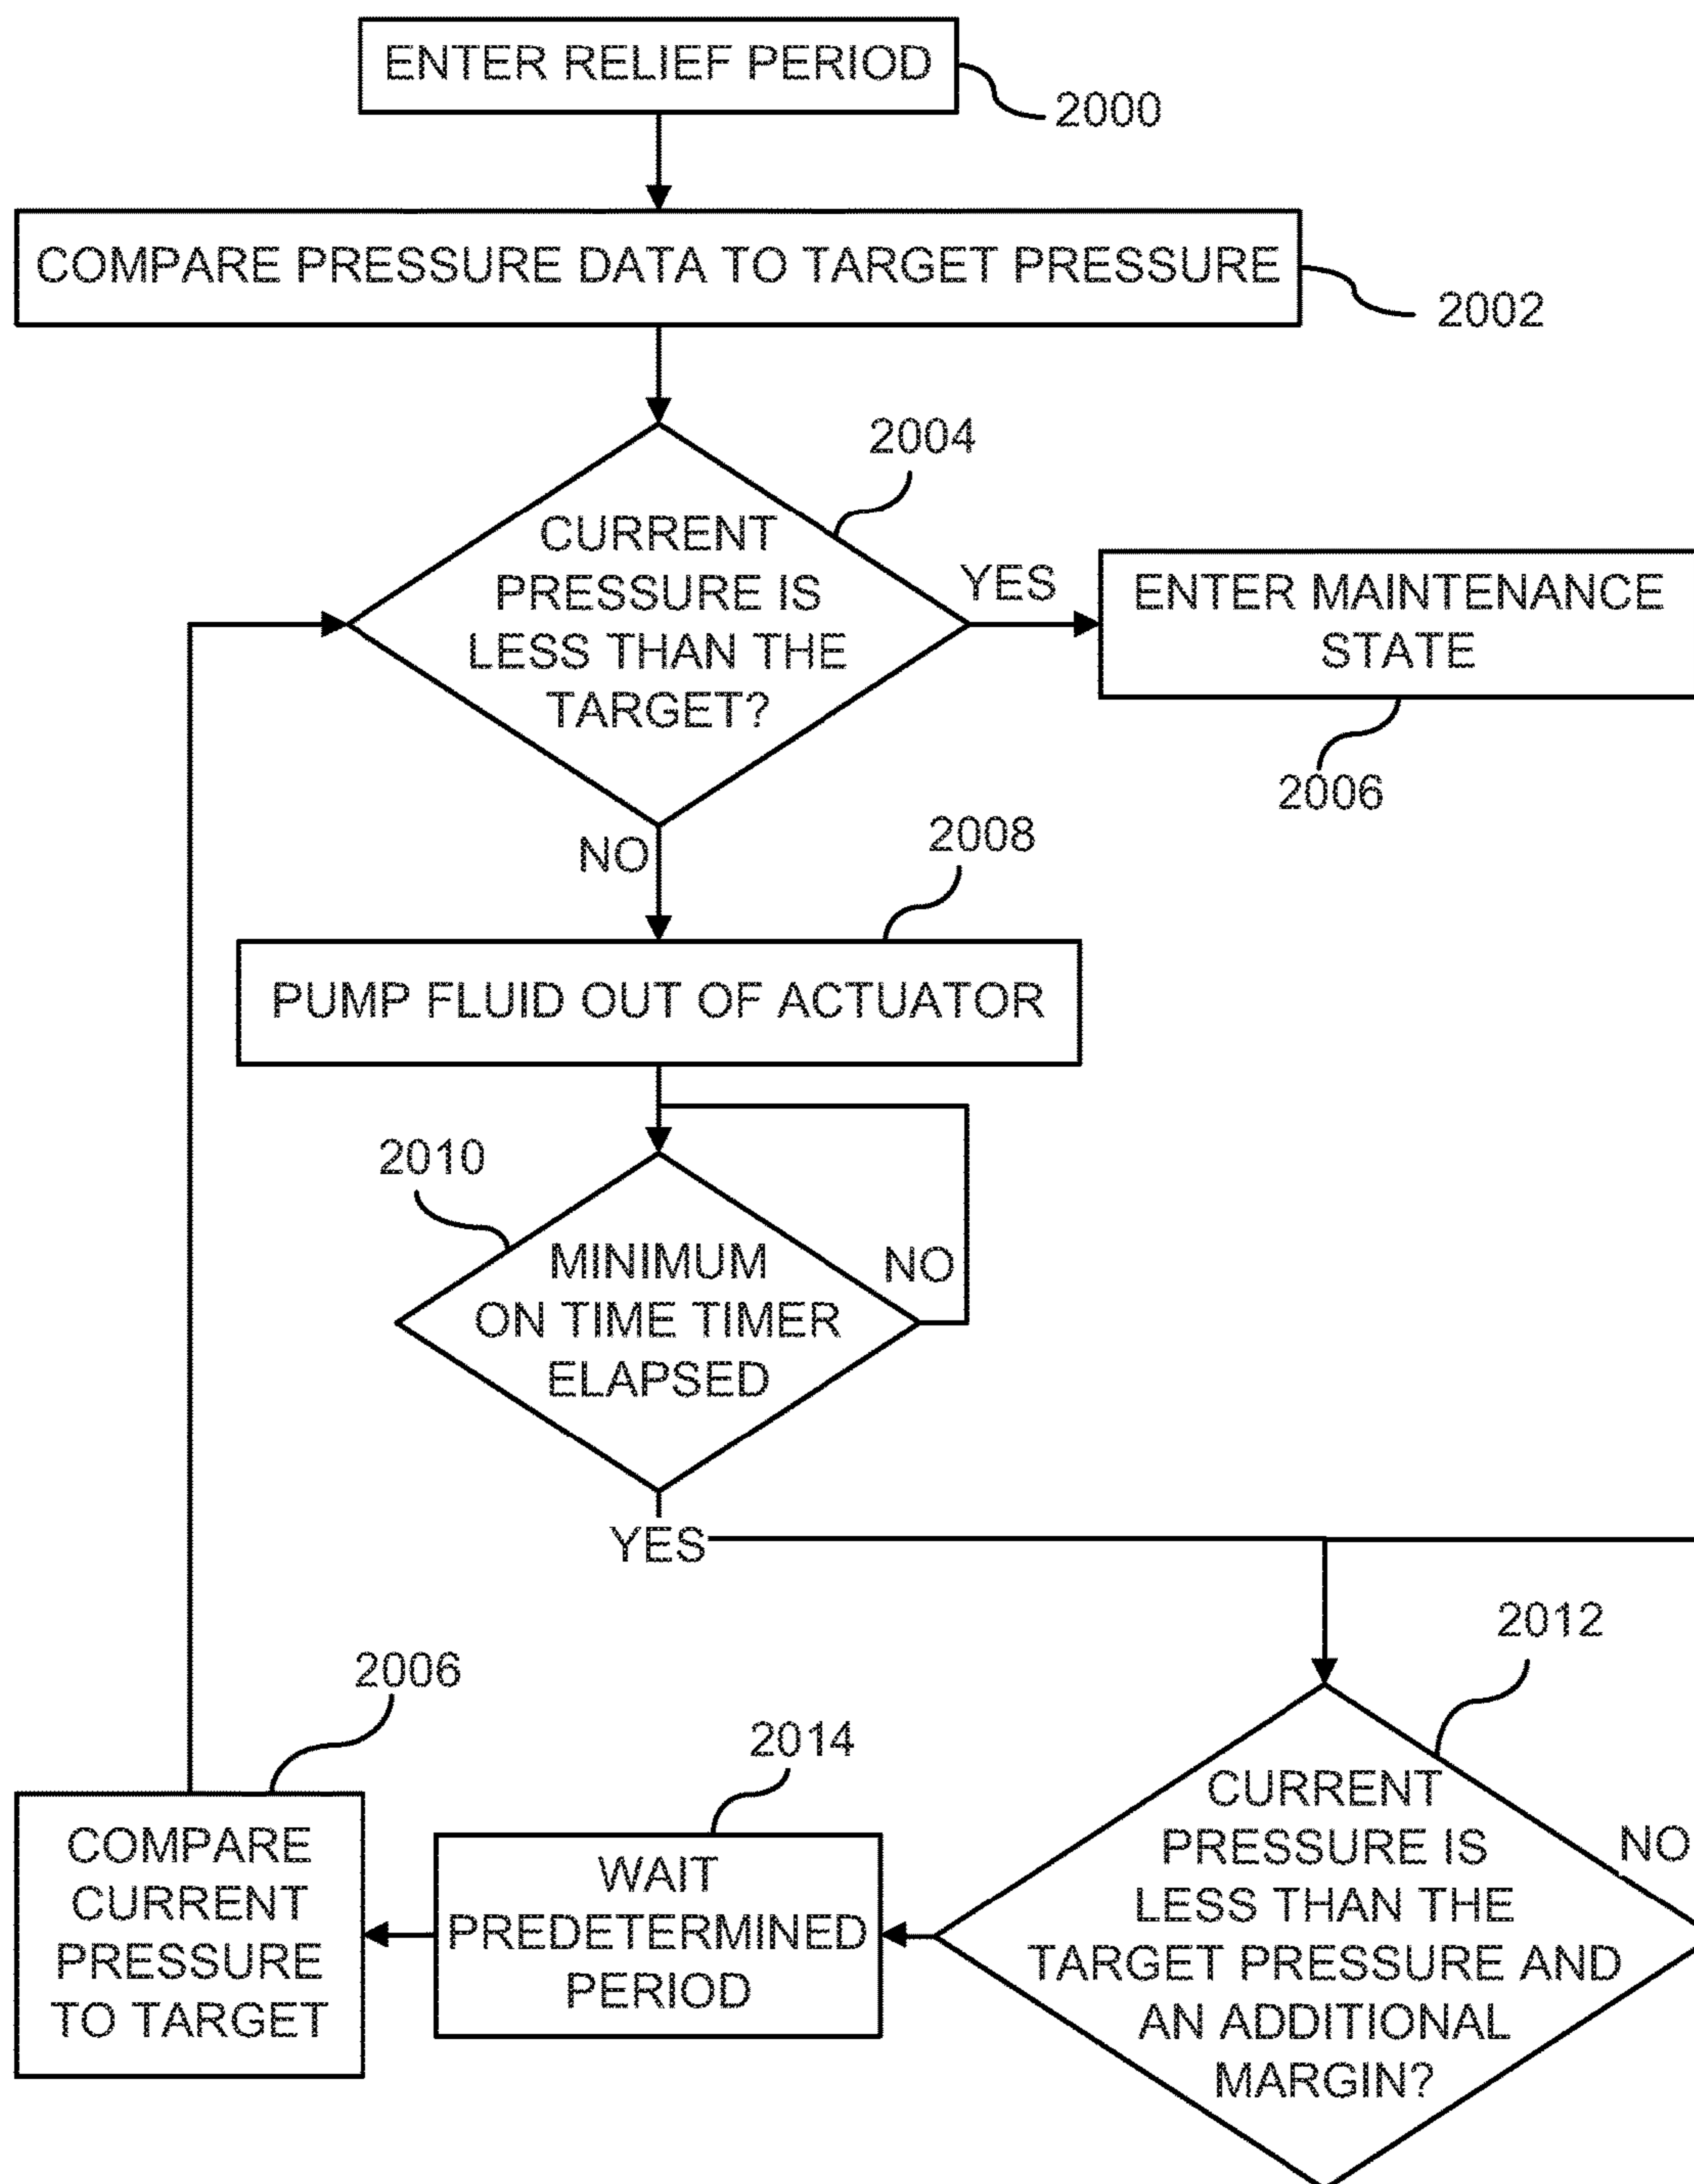 ENTER RELIEF PERIOD
2000
COMPARE PRESSURE DATA TO TARGET PRESSURE
2002
2004
CURRENT
PRESSURE IS
LESS THAN THE
TARGET?
YES
ENTER MAINTENANCE
STATE
2006
NO
2008
PUMP FLUID OUT OF ACTUATOR
2010
MINIMUM
ON TIME TIMER
ELAPSED
NO
YES
2012
2006
2014
CURRENT
PRESSURE IS
LESS THAN THE
TARGET PRESSURE AND
AN ADDITIONAL
MARGIN?
NO
WAIT
PREDETERMINED
PERIOD
COMPARE
CURRENT
PRESSURE
TO TARGET